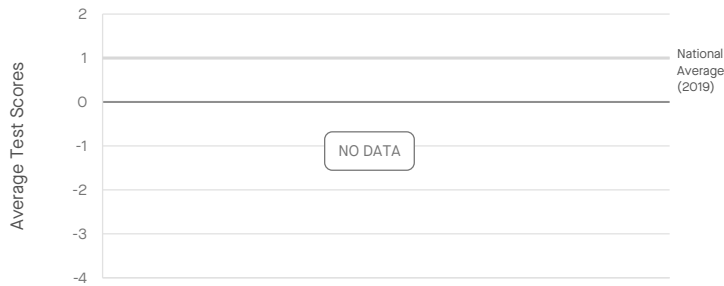 2
1
National
Average
(2019)
0
Average Test Scores
-1
NO DATA
-2
-3
-4